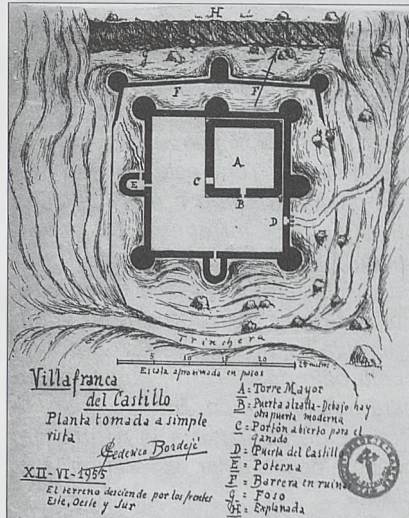 H
g g g
F F
A
E C
B
D
Trinchera
5 10 15 20 25 mtrs.
Escala aproximada en pasos
Villafranca
del Castillo
Planta tomada a simple
vista
Federico Bordejé
XII-VI-1955
El terreno desciende por los frentes
Este, Oeste y Sur
A = Torre Mayor
B = Puerta alzada-Debajo hay
otra puerta moderna
C = Portón abierto para el
ganado
D = Puerta del Castillo
E = Poterna
F = Barrera en ruinas
g = Foso
H = Explanada